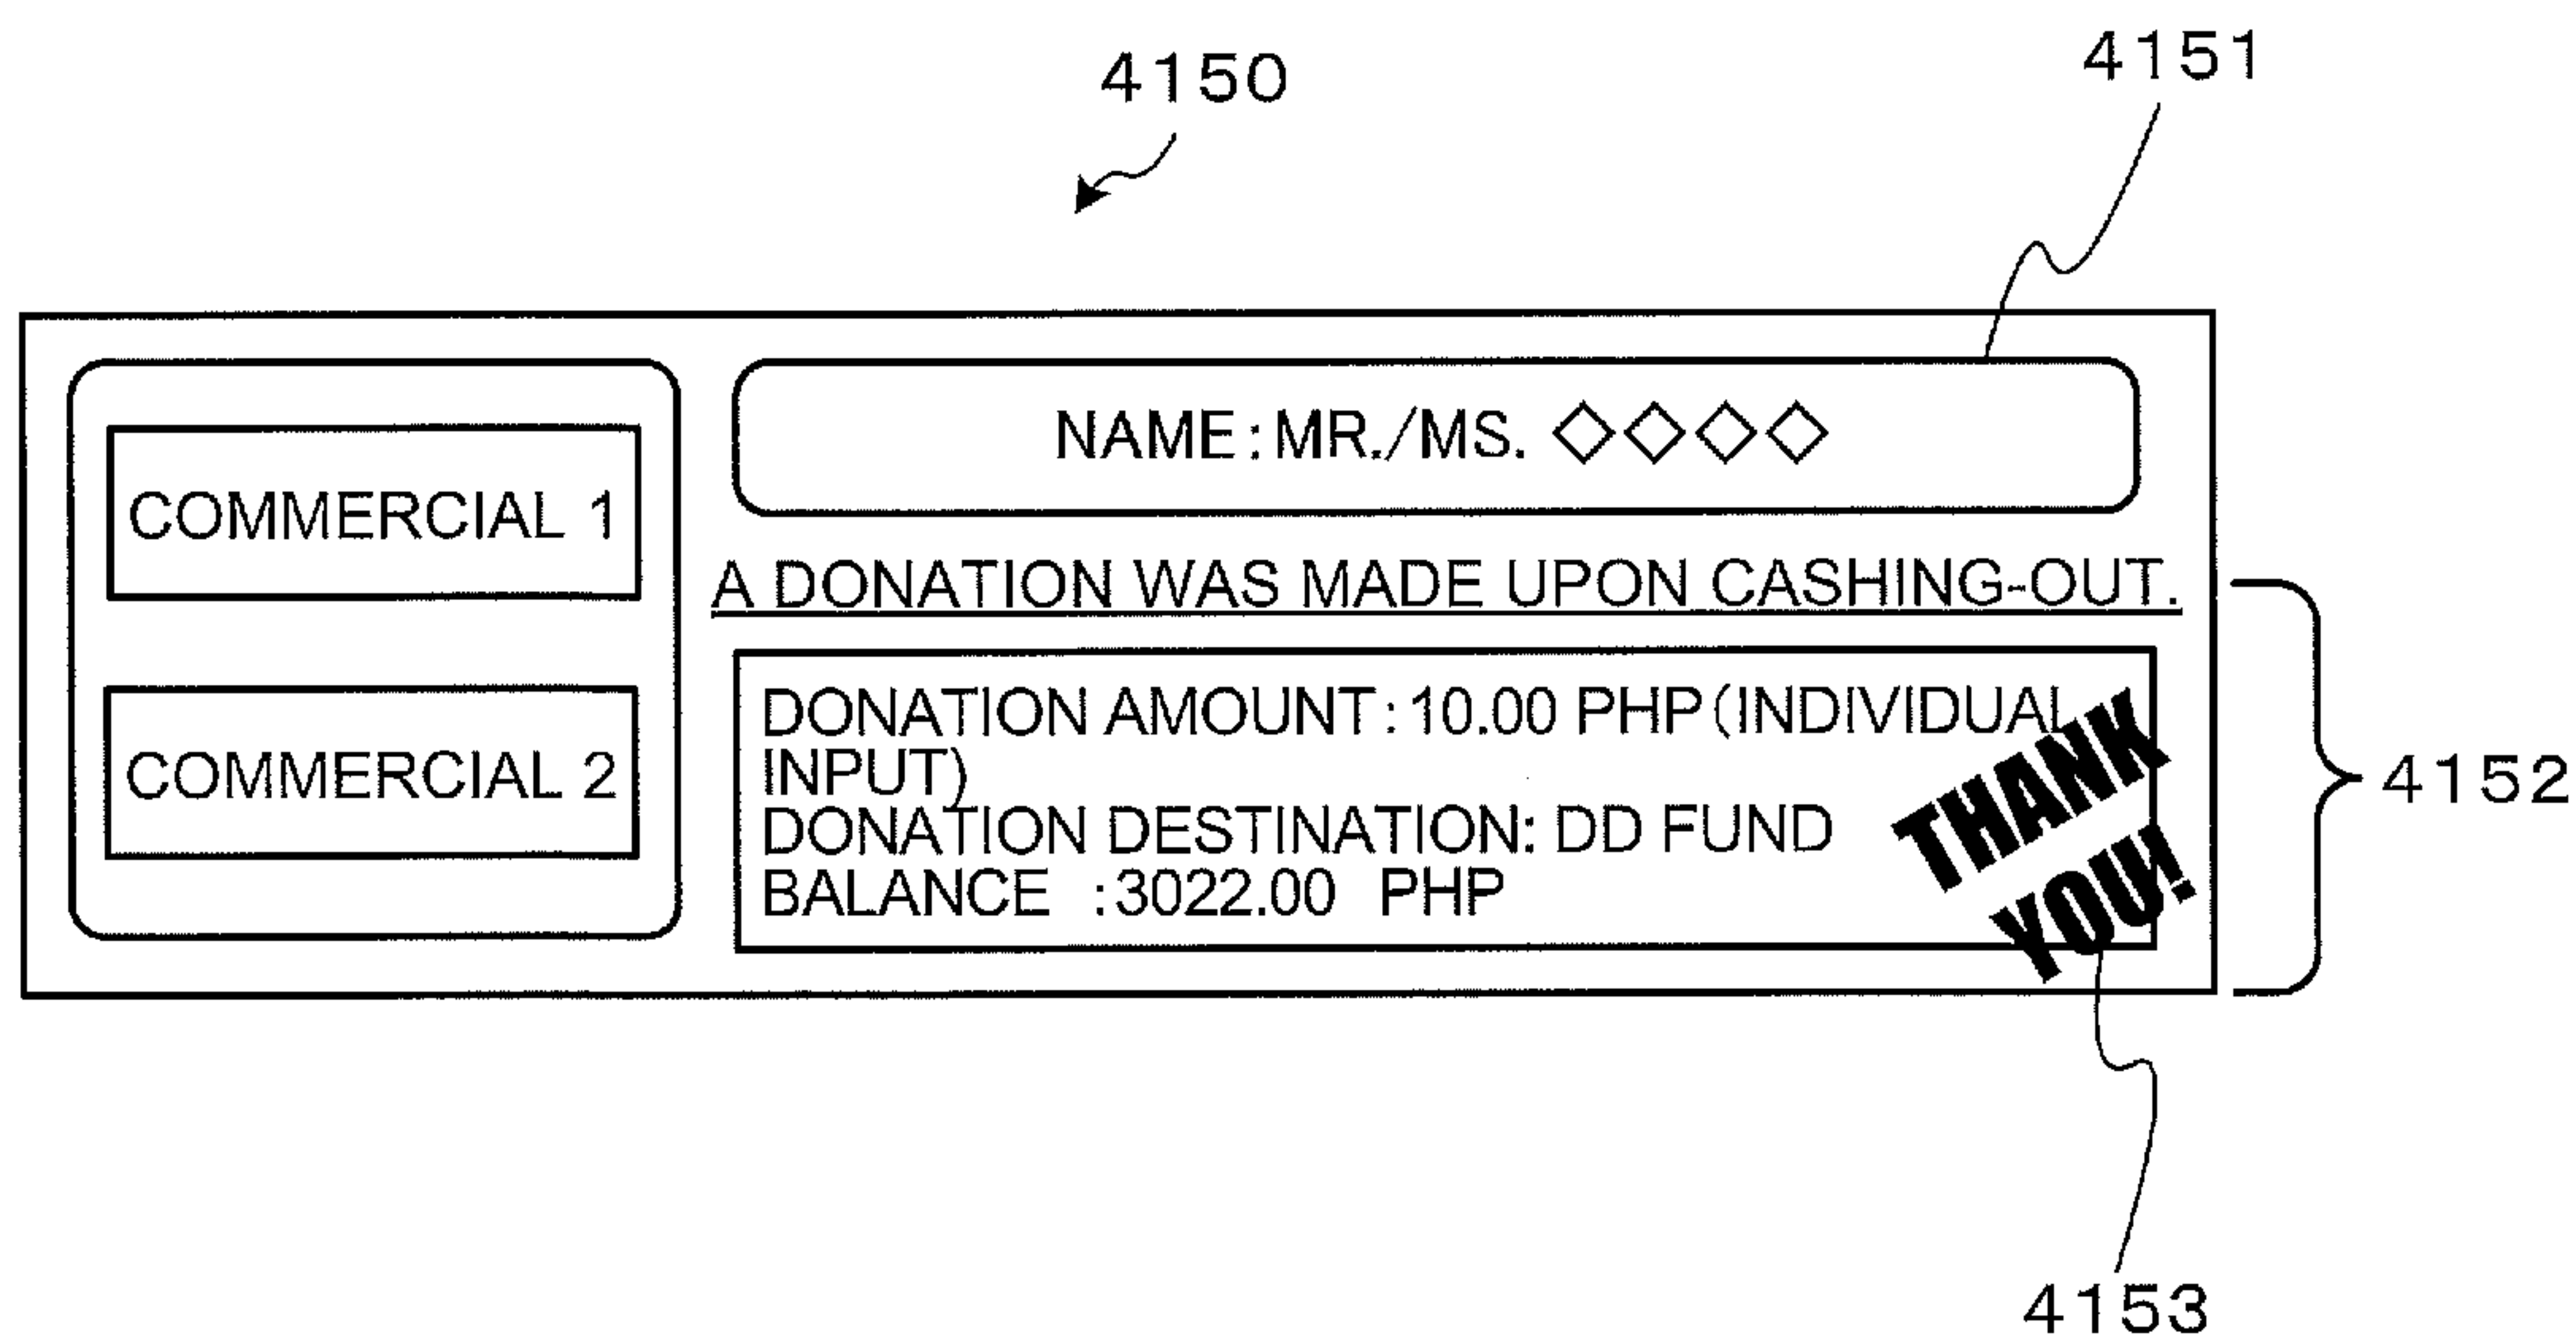 4150
4151
NAME:MR./MS. ◇◇◇◇
COMMERCIAL 1
COMMERCIAL 2
A DONATION WAS MADE UPON CASHING-OUT.
DONATION AMOUNT:10.00 PHP(INDIVIDUAL
INPUT)
DONATION DESTINATION: DD FUND
BALANCE :3022.00 PHP
THANK
YOU!
4152
4153